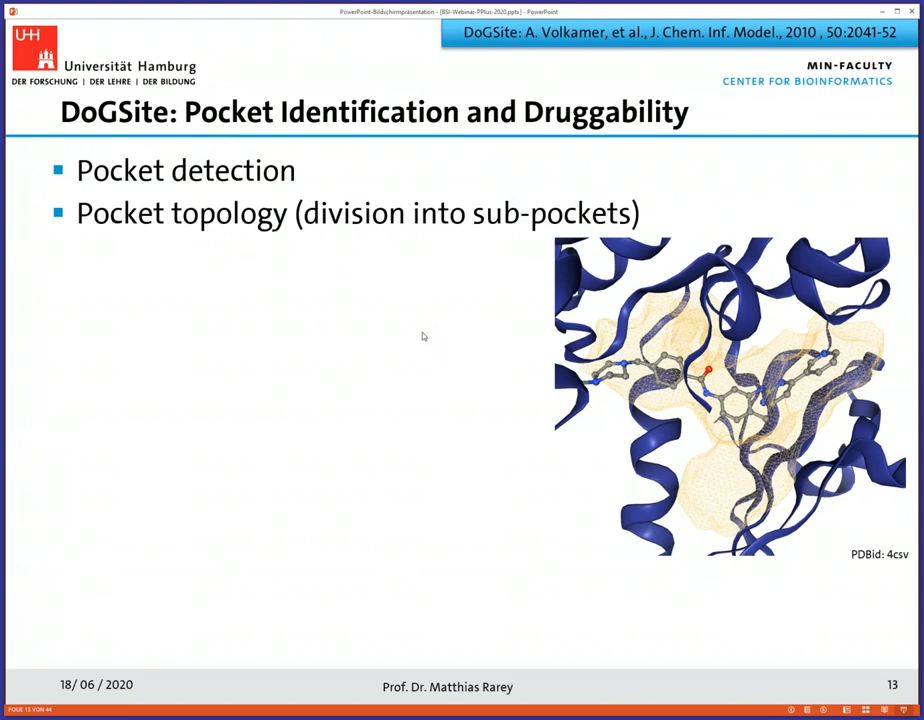 PowerPoint-Bildschirmpräsentation - [BSI-Webinar-PPlus-2020.pptx] - PowerPoint
DoGSite: A. Volkamer, et al., J. Chem. Inf. Model., 2010 , 50:2041-52
UH
Universität Hamburg
DER FORSCHUNG | DER LEHRE | DER BILDUNG
MIN-FACULTY
CENTER FOR BIOINFORMATICS
DoGSite: Pocket Identification and Druggability
Pocket detection
Pocket topology (division into sub-pockets)
PDBid: 4csv
18/ 06 / 2020
Prof. Dr. Matthias Rarey
13
FOLIE 13 VON 44